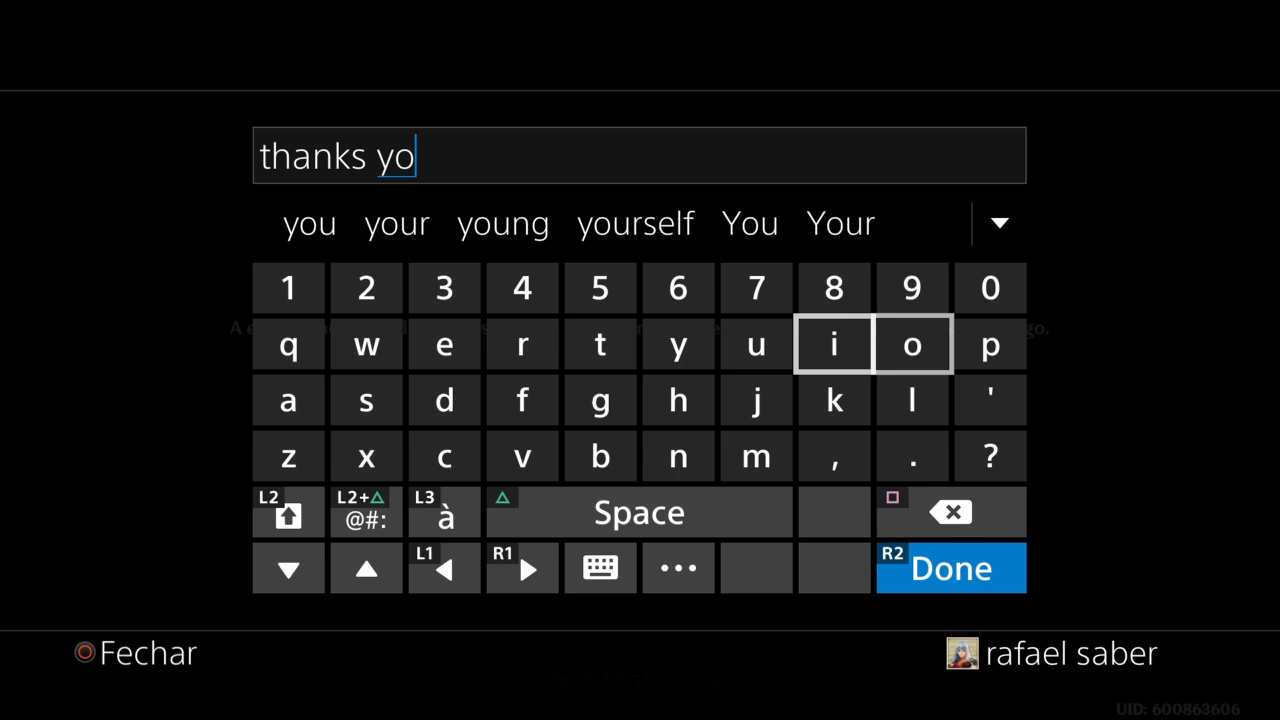 thanks yo
you your young yourself You Your
1 2 3 4 5 6 7 8 9 0
q w e r t y u i o p
a s d f g h j k l '
z x c v b n m , . ?
L2 L2+△ @#: L3 à △ Space □
L1 R1 ... R2 Done
Fechar rafael saber
UID: 600863606